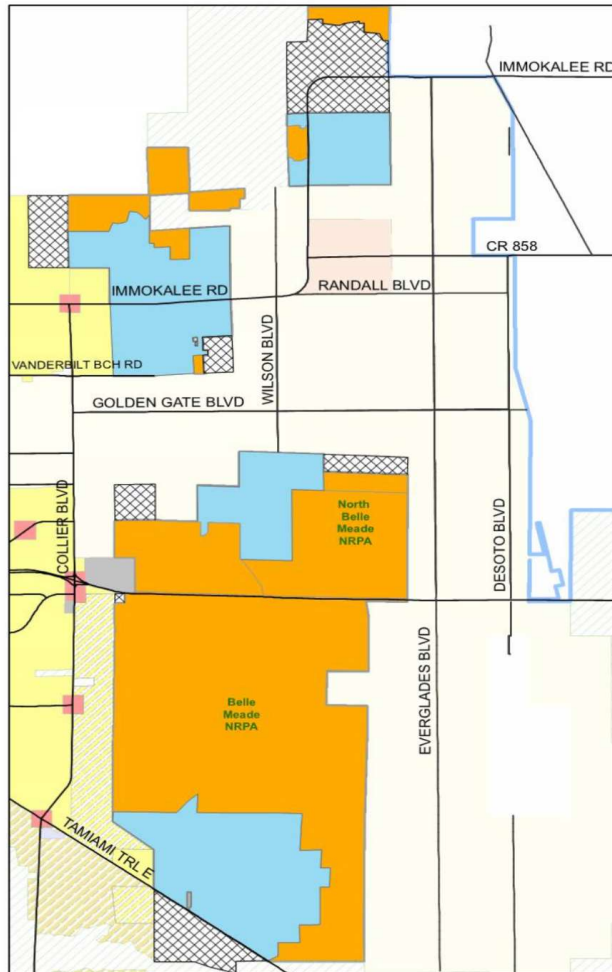 IMMOKALEE RD
CR 858
IMMOKALEE RD
RANDALL BLVD
WILSON BLVD
VANDERBILT BCH RD
GOLDEN GATE BLVD
COLLIER BLVD
North
Belle
Meade
NRPA
DESOTO BLVD
EVERGLADES BLVD
Belle
Meade
NRPA
TAMIAMI TRL E